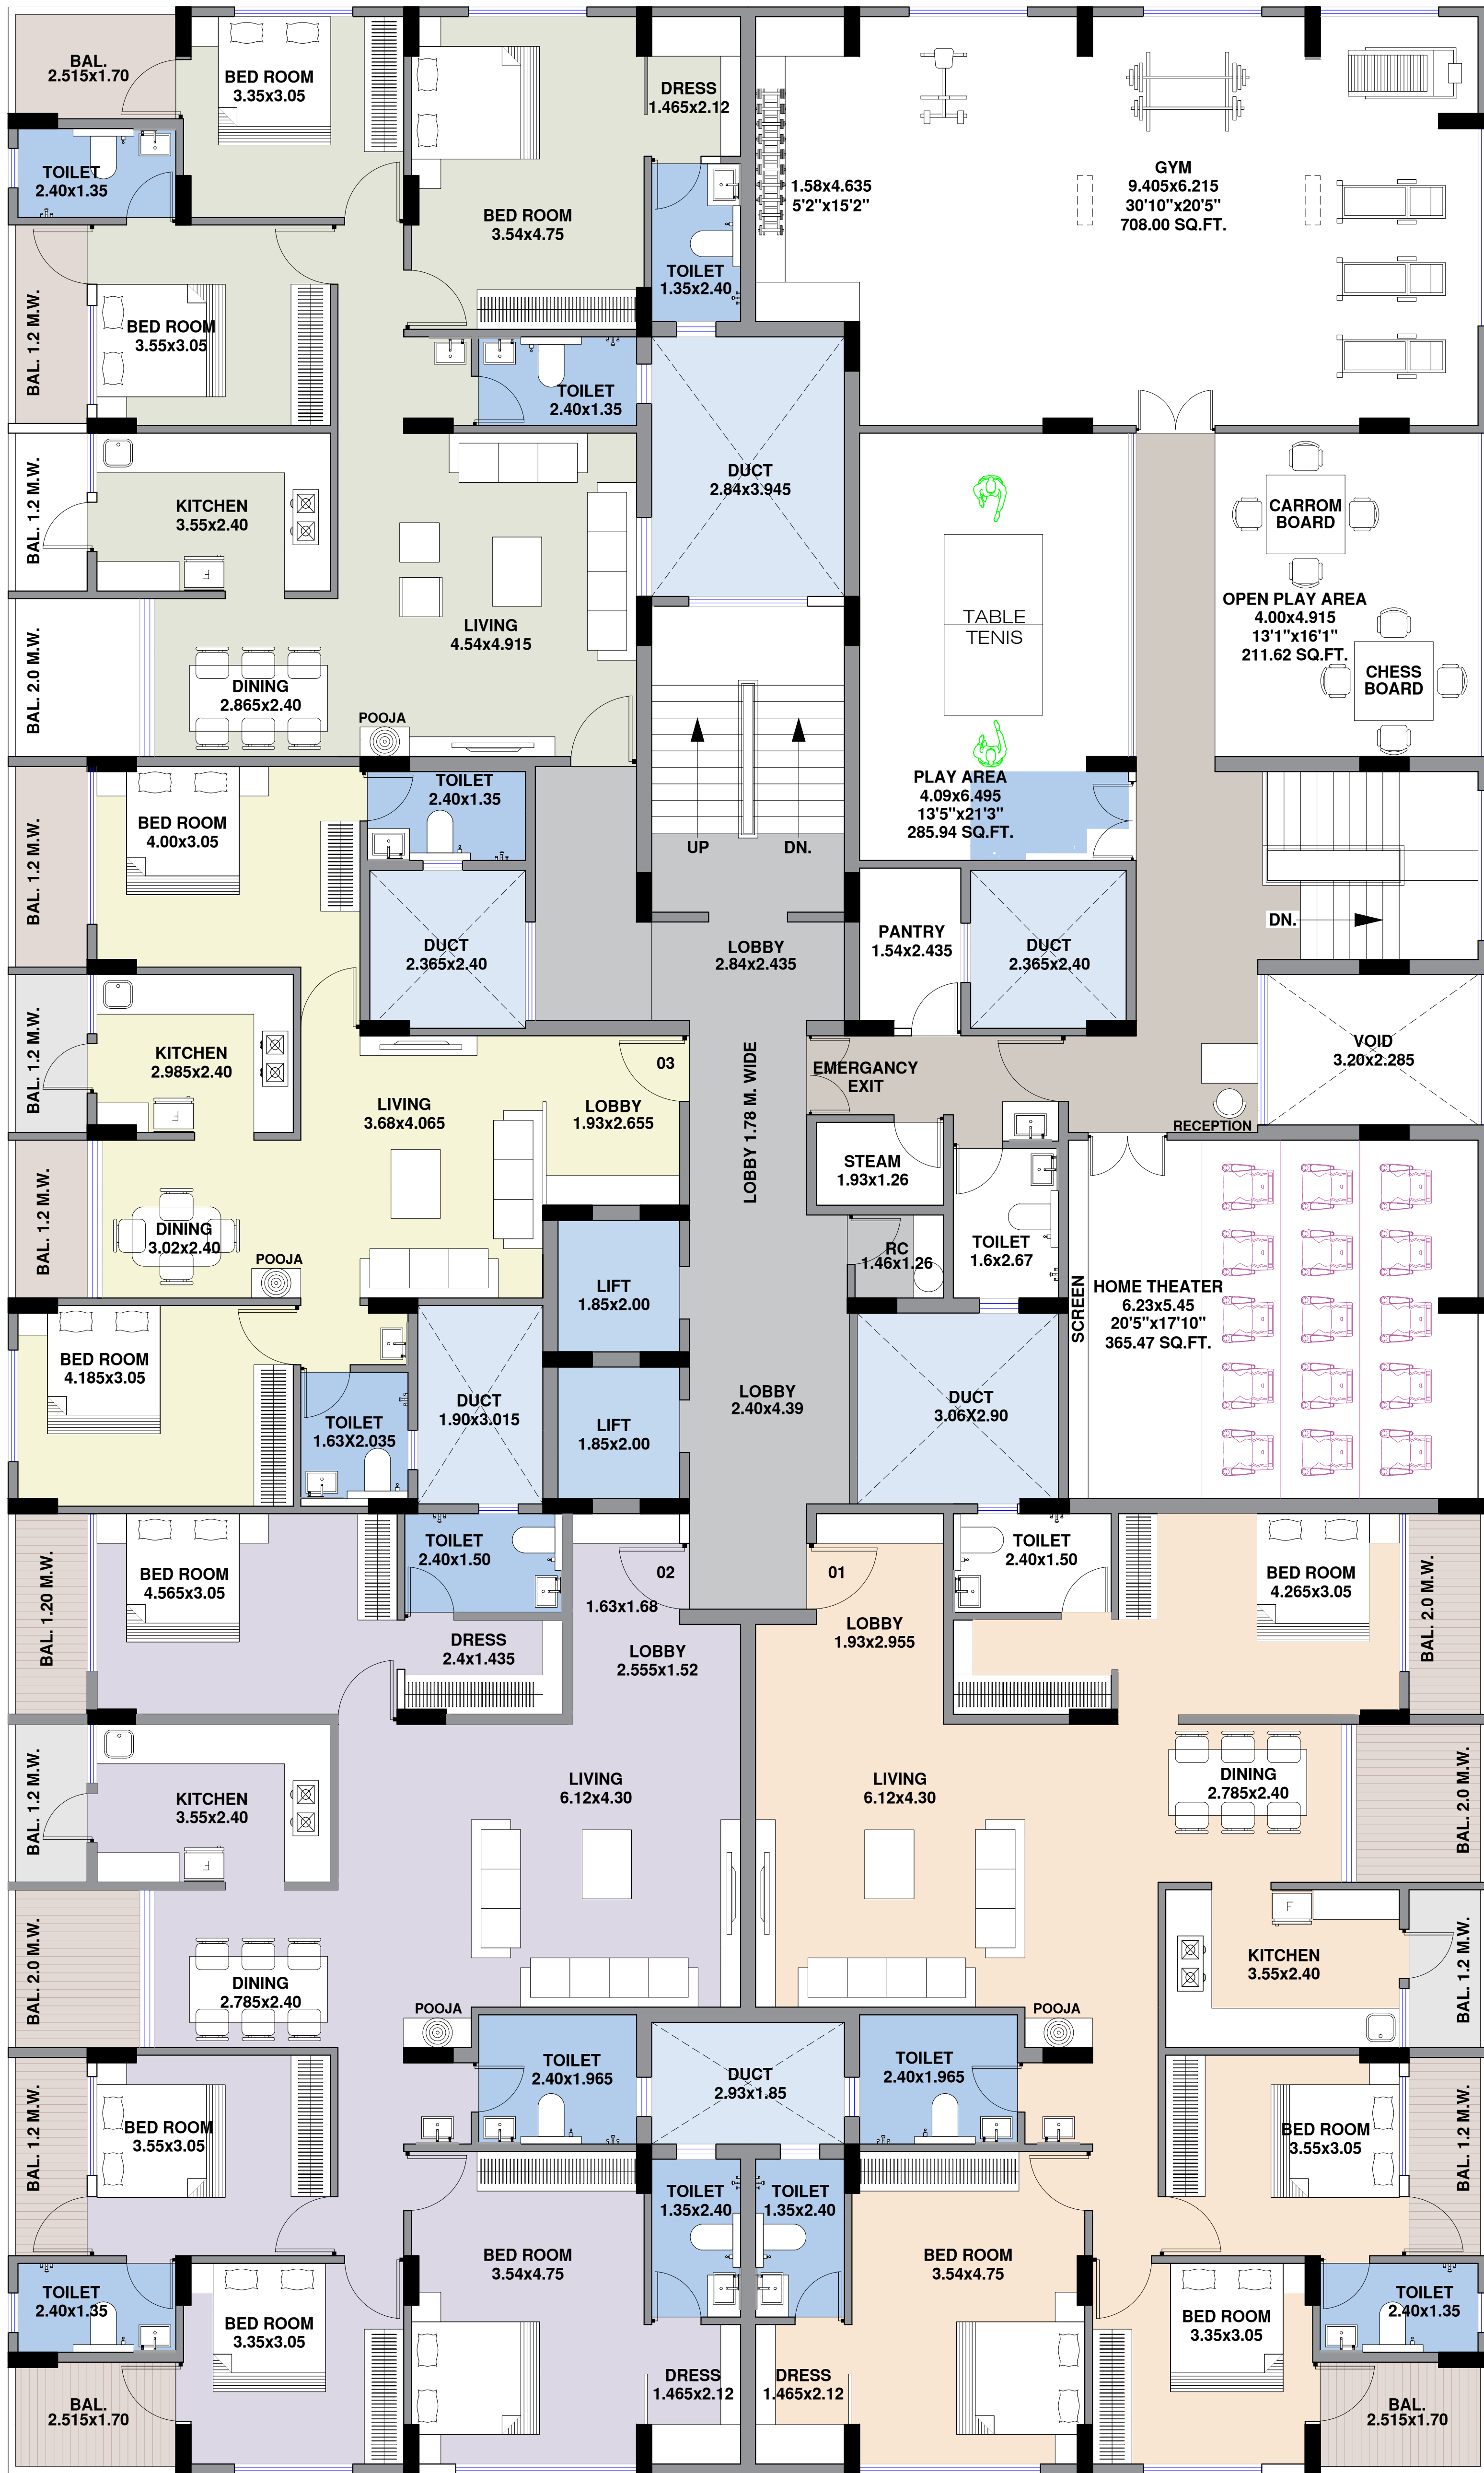 BAL.
2.515x1.70
BED ROOM
3.35x3.05
DRESS
1.465x2.12
TOILET
2.40x1.35
BED ROOM
3.54x4.75
1.58x4.635
5'2"x15'2"
GYM
9.405x6.215
30'10"x20'5"
708.00 SQ.FT.
TOILET
1.35x2.40
BAL. 1.2 M.W.
BED ROOM
3.55x3.05
TOILET
2.40x1.35
BAL. 1.2 M.W.
KITCHEN
3.55x2.40
F
DUCT
2.84x3.945
CARROM
BOARD
OPEN PLAY AREA
4.00x4.915
13'1"x16'1"
211.62 SQ.FT.
TABLE
TENIS
CHESS
BOARD
LIVING
4.54x4.915
BAL. 2.0 M.W.
DINING
2.865x2.40
POOJA
PLAY AREA
4.09x6.495
13'5"x21'3"
285.94 SQ.FT.
TOILET
2.40x1.35
BED ROOM
4.00x3.05
BAL. 1.2 M.W.
UP
DN.
DN.
DUCT
2.365x2.40
LOBBY
2.84x2.435
PANTRY
1.54x2.435
DUCT
2.365x2.40
BAL. 1.2 M.W.
KITCHEN
2.985x2.40
F
03
LOBBY 1.78 M. WIDE
EMERGANCY
EXIT
VOID
3.20x2.285
LIVING
3.68x4.065
LOBBY
1.93x2.655
RECEPTION
STEAM
1.93x1.26
BAL. 1.2 M.W.
DINING
3.02x2.40
POOJA
RC
1.46x1.26
TOILET
1.6x2.67
LIFT
1.85x2.00
SCREEN
HOME THEATER
6.23x5.45
20'5"x17'10"
365.47 SQ.FT.
BED ROOM
4.185x3.05
TOILET
1.63X2.035
DUCT
1.90x3.015
LIFT
1.85x2.00
LOBBY
2.40x4.39
DUCT
3.06X2.90
BAL. 1.20 M.W.
BED ROOM
4.565x3.05
TOILET
2.40x1.50
02
1.63x1.68
01
TOILET
2.40x1.50
BED ROOM
4.265x3.05
BAL. 2.0 M.W.
DRESS
2.4x1.435
LOBBY
2.555x1.52
LOBBY
1.93x2.955
BAL. 1.2 M.W.
KITCHEN
3.55x2.40
F
LIVING
6.12x4.30
LIVING
6.12x4.30
DINING
2.785x2.40
BAL. 2.0 M.W.
BAL. 2.0 M.W.
DINING
2.785x2.40
POOJA
POOJA
F
KITCHEN
3.55x2.40
BAL. 1.2 M.W.
TOILET
2.40x1.965
DUCT
2.93x1.85
TOILET
2.40x1.965
BAL. 1.2 M.W.
BED ROOM
3.55x3.05
BED ROOM
3.55x3.05
BAL. 1.2 M.W.
TOILET
1.35x2.40
TOILET
1.35x2.40
BED ROOM
3.54x4.75
BED ROOM
3.54x4.75
TOILET
2.40x1.35
BED ROOM
3.35x3.05
BED ROOM
3.35x3.05
TOILET
2.40x1.35
DRESS
1.465x2.12
DRESS
1.465x2.12
BAL.
2.515x1.70
BAL.
2.515x1.70